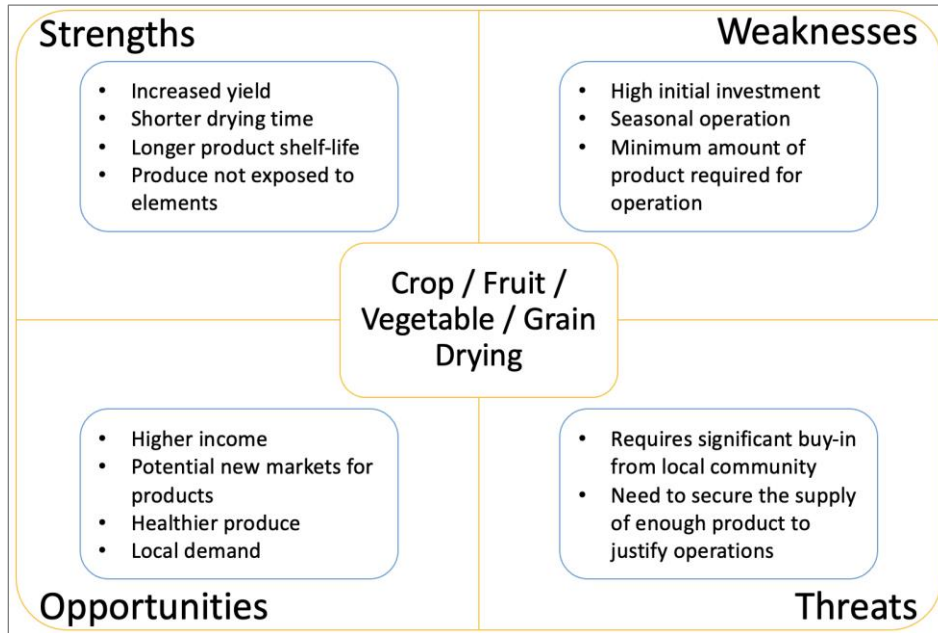 Strengths
• Increased yield
• Shorter drying time
• Longer product shelf-life
• Produce not exposed to
elements
Weaknesses
• High initial investment
• Seasonal operation
• Minimum amount of
product required for
operation
Crop / Fruit /
Vegetable / Grain
Drying
• Higher income
• Potential new markets for
products
• Healthier produce
• Local demand
Opportunities
• Requires significant buy-in
from local community
• Need to secure the supply
of enough product to
justify operations
Threats